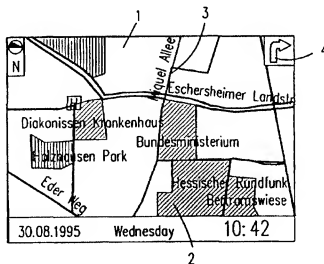 1
3
4
N
Miquel Allee
Eschersheimer Landstr
H
Diakonissen Krankenhaus
Bundesministerium
Holzhausen Park
Eder Weg
Hessischer Rundfunk
Bertramswiese
30.08.1995 Wednesday 10:42
2